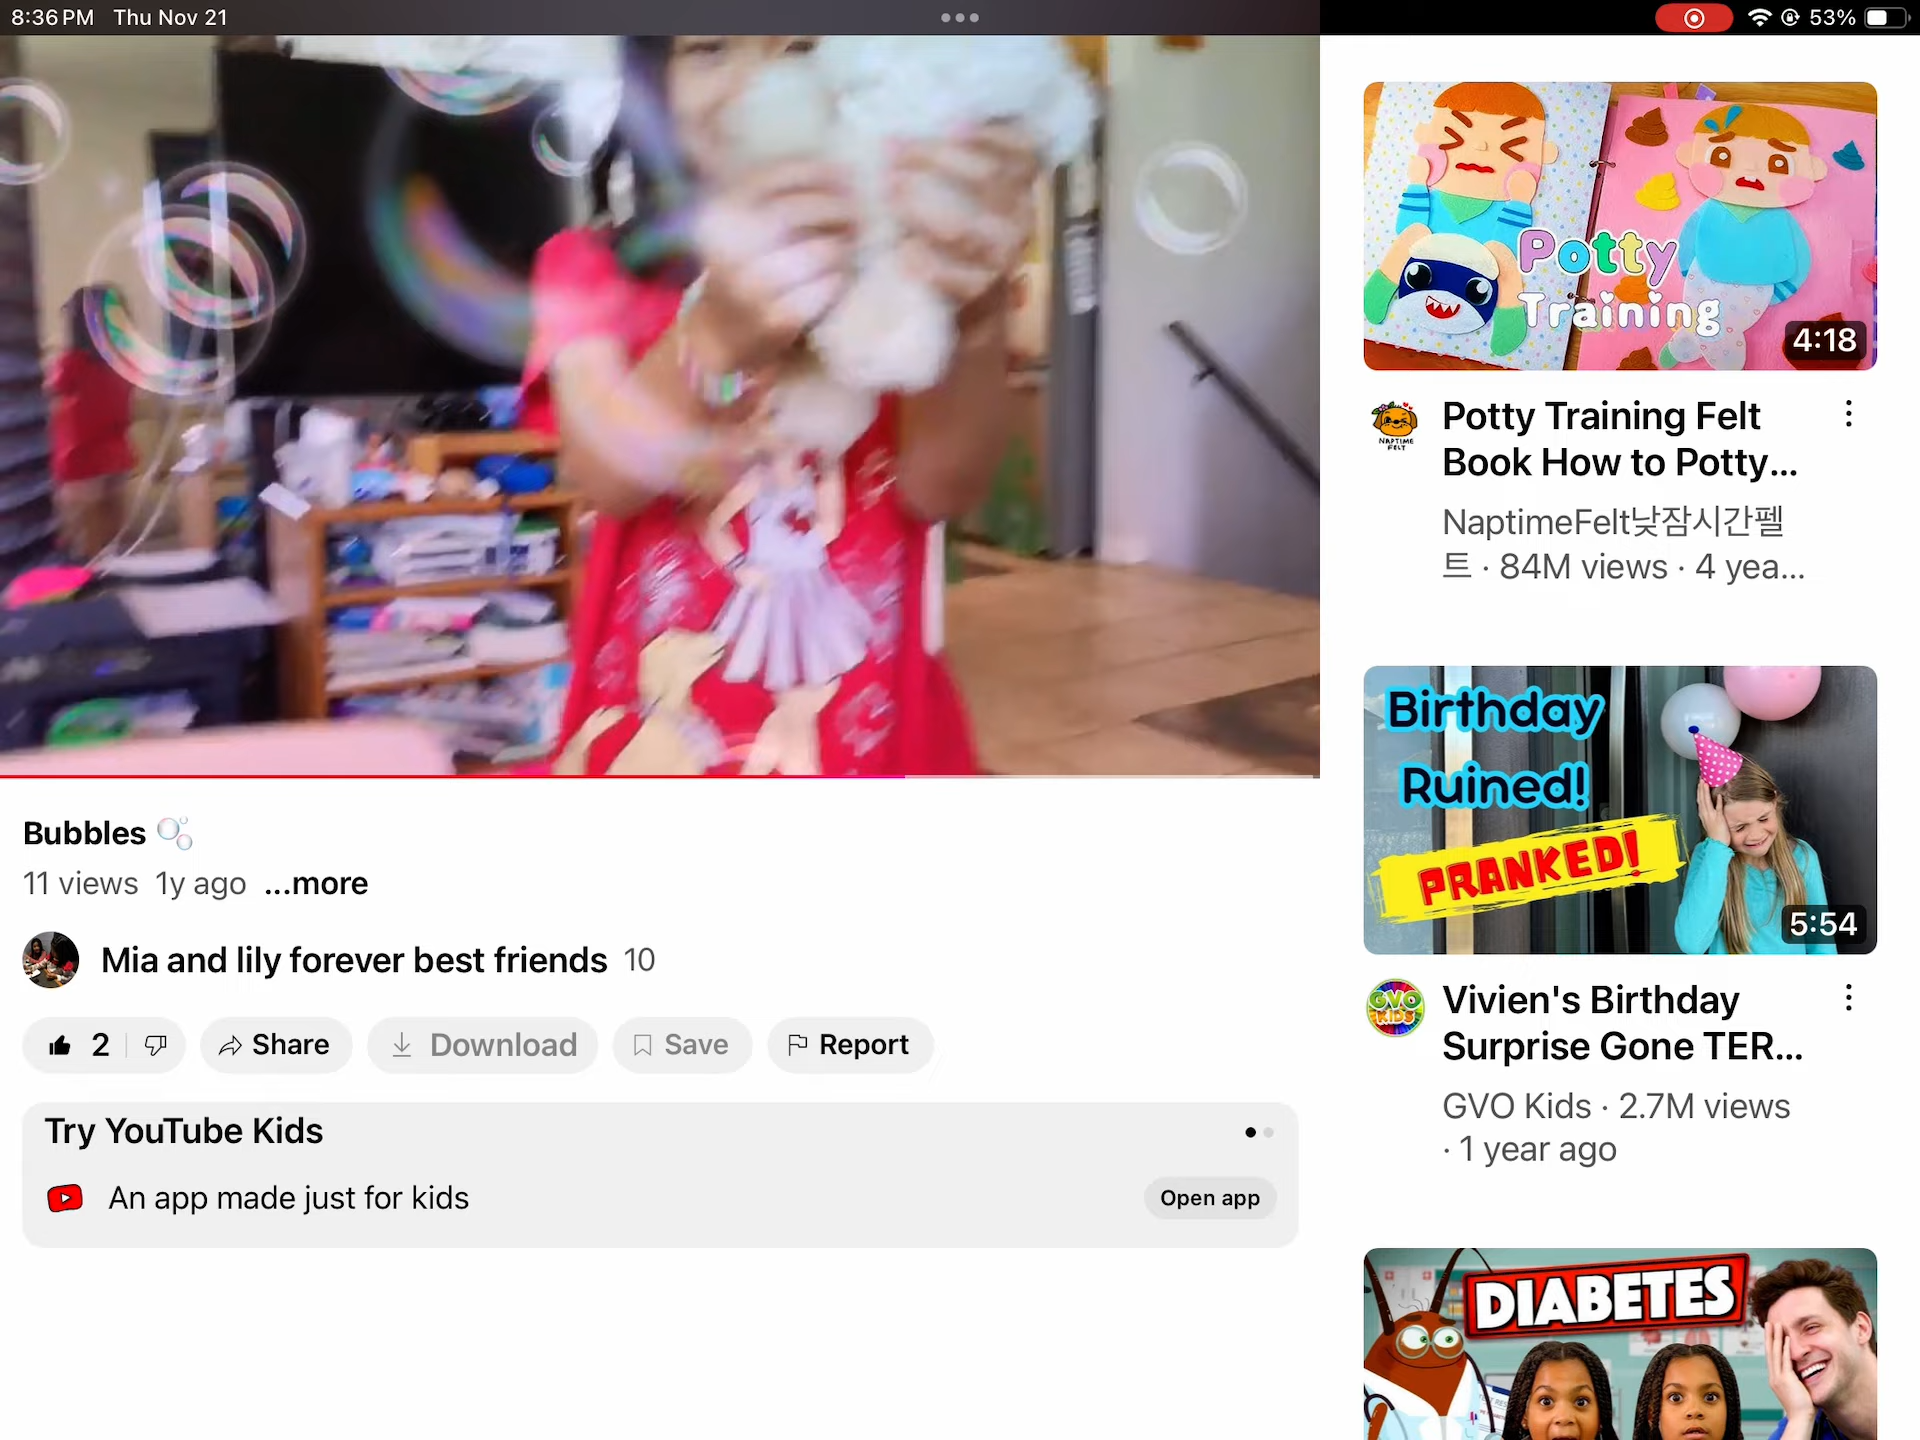 8:36 PM Thu Nov 21
53%
Potty
Training
4:18
NAPTIME
FELT
Potty Training Felt
Book How to Potty...
NaptimeFelt낮잠시간펠
트 · 84M views · 4 yea...
Birthday
Ruined!
PRANKED!
5:54
GVO
KIDS
Vivien's Birthday
Surprise Gone TER...
GVO Kids · 2.7M views
· 1 year ago
DIABETES
Bubbles 🫧
11 views 1y ago ...more
Mia and lily forever best friends 10
2 Share Download Save Report
Try YouTube Kids
An app made just for kids
Open app